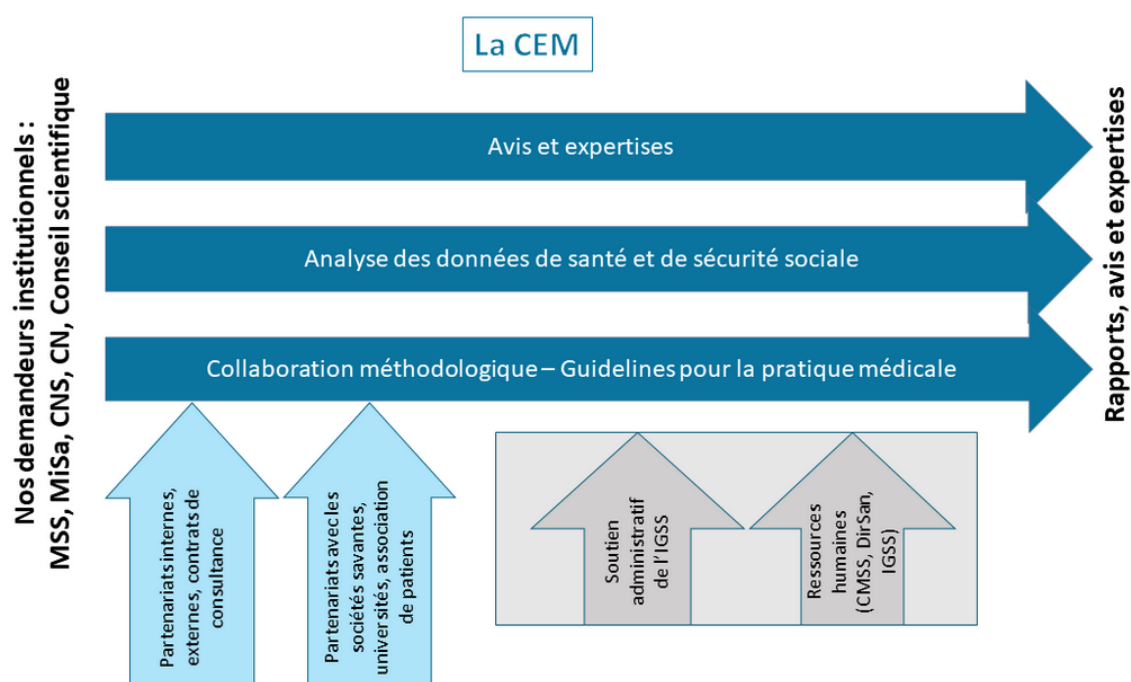 La CEM
Nos demandeurs institutionnels :
MSS, MiSa, CNS, CN, Conseil scientifique
Avis et expertises
Analyse des données de santé et de sécurité sociale
Collaboration méthodologique – Guidelines pour la pratique médicale
Rapports, avis et expertises
Partenariats internes,
externes, contrats de
consultance
Partenariats avec les
sociétés savantes,
universités, association
de patients
Soutien
administratif
de l'IGSS
Ressources
humaines
(CMSS, DirSan,
IGSS)